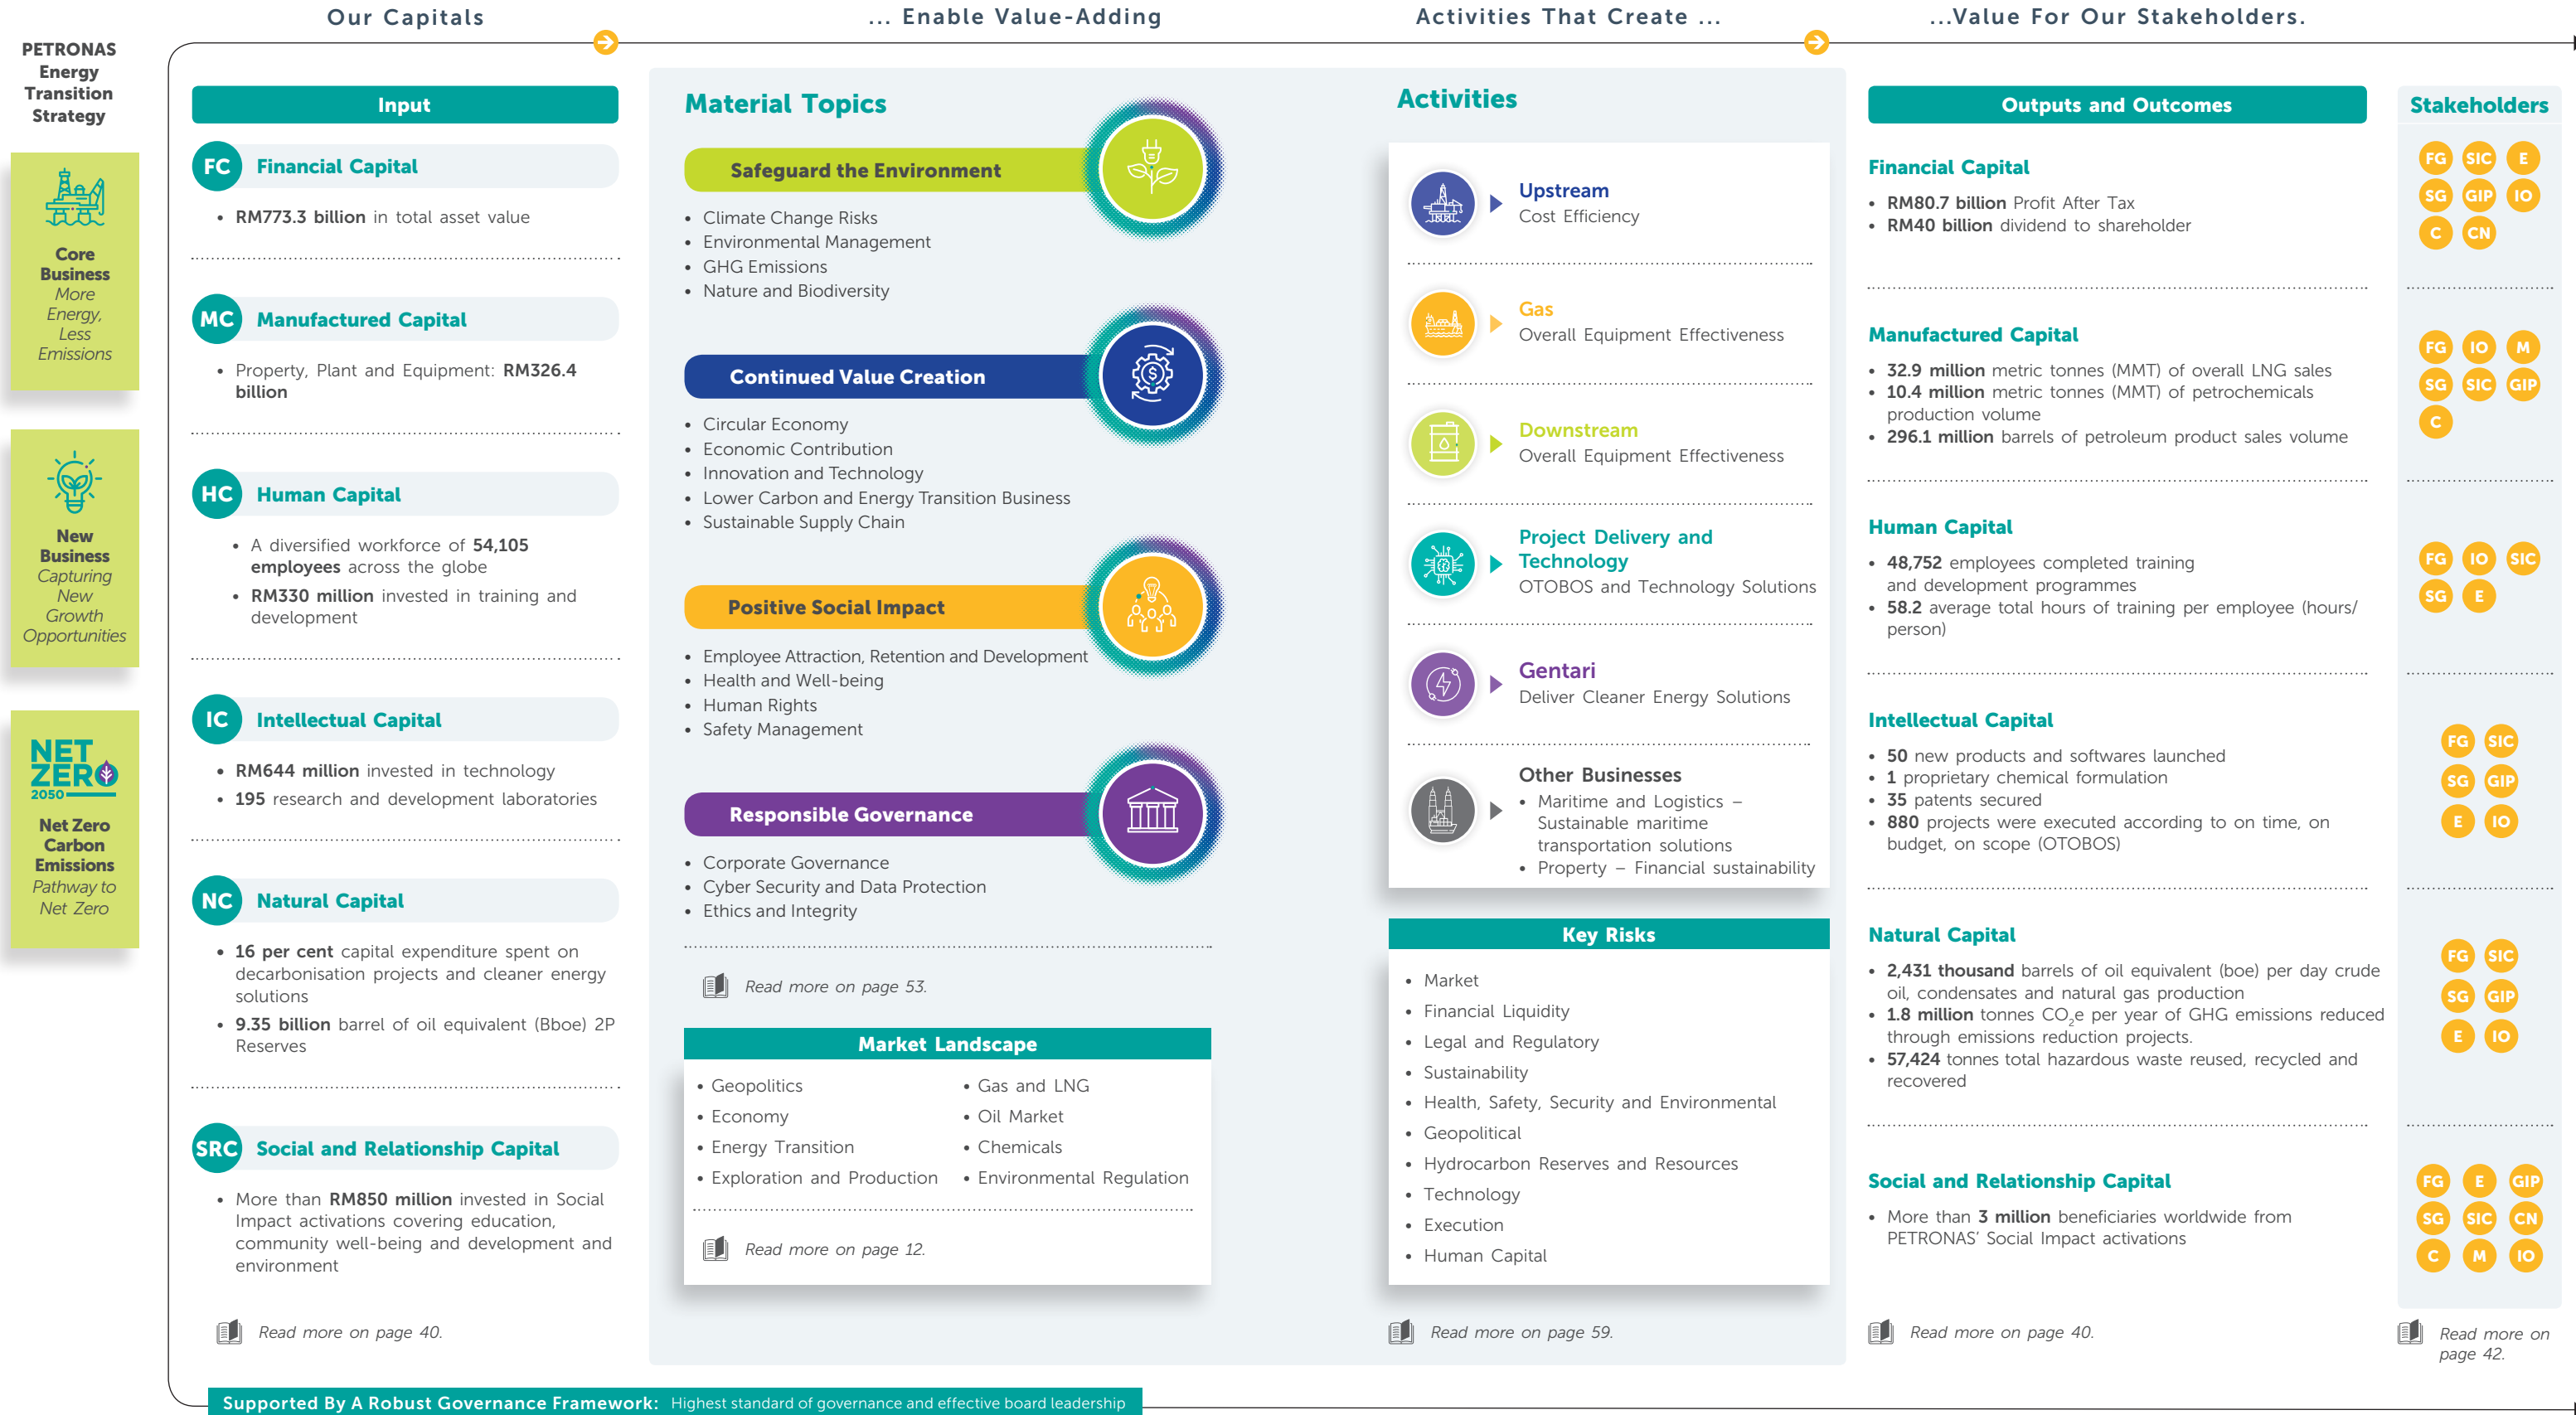 Our Capitals
... Enable Value-Adding
Activities That Create ...
...Value For Our Stakeholders.
PETRONAS
Energy
Transition
Strategy
Core
Business
More
Energy,
Less
Emissions
New
Business
Capturing
New
Growth
Opportunities
NET
ZERO
2050
Net Zero
Carbon
Emissions
Pathway to
Net Zero
Input
FC Financial Capital
• RM773.3 billion in total asset value
MC Manufactured Capital
• Property, Plant and Equipment: RM326.4
billion
HC Human Capital
• A diversified workforce of 54,105
employees across the globe
• RM330 million invested in training and
development
IC Intellectual Capital
• RM644 million invested in technology
• 195 research and development laboratories
NC Natural Capital
• 16 per cent capital expenditure spent on
decarbonisation projects and cleaner energy
solutions
• 9.35 billion barrel of oil equivalent (Bboe) 2P
Reserves
SRC Social and Relationship Capital
• More than RM850 million invested in Social
Impact activations covering education,
community well-being and development and
environment
Read more on page 40.
Material Topics
Safeguard the Environment
• Climate Change Risks
• Environmental Management
• GHG Emissions
• Nature and Biodiversity
Continued Value Creation
• Circular Economy
• Economic Contribution
• Innovation and Technology
• Lower Carbon and Energy Transition Business
• Sustainable Supply Chain
Positive Social Impact
• Employee Attraction, Retention and Development
• Health and Well-being
• Human Rights
• Safety Management
Responsible Governance
• Corporate Governance
• Cyber Security and Data Protection
• Ethics and Integrity
Read more on page 53.
Market Landscape
• Geopolitics
• Economy
• Energy Transition
• Exploration and Production
• Gas and LNG
• Oil Market
• Chemicals
• Environmental Regulation
Read more on page 12.
Activities
Upstream
Cost Efficiency
Gas
Overall Equipment Effectiveness
Downstream
Overall Equipment Effectiveness
Project Delivery and
Technology
OTOBOS and Technology Solutions
Gentari
Deliver Cleaner Energy Solutions
Other Businesses
• Maritime and Logistics –
Sustainable maritime
transportation solutions
• Property – Financial sustainability
Key Risks
• Market
• Financial Liquidity
• Legal and Regulatory
• Sustainability
• Health, Safety, Security and Environmental
• Geopolitical
• Hydrocarbon Reserves and Resources
• Technology
• Execution
• Human Capital
Read more on page 59.
Outputs and Outcomes
Financial Capital
• RM80.7 billion Profit After Tax
• RM40 billion dividend to shareholder
Manufactured Capital
• 32.9 million metric tonnes (MMT) of overall LNG sales
• 10.4 million metric tonnes (MMT) of petrochemicals
production volume
• 296.1 million barrels of petroleum product sales volume
Human Capital
• 48,752 employees completed training
and development programmes
• 58.2 average total hours of training per employee (hours/
person)
Intellectual Capital
• 50 new products and softwares launched
• 1 proprietary chemical formulation
• 35 patents secured
• 880 projects were executed according to on time, on
budget, on scope (OTOBOS)
Natural Capital
• 2,431 thousand barrels of oil equivalent (boe) per day crude
oil, condensates and natural gas production
• 1.8 million tonnes CO₂e per year of GHG emissions reduced
through emissions reduction projects.
• 57,424 tonnes total hazardous waste reused, recycled and
recovered
Social and Relationship Capital
• More than 3 million beneficiaries worldwide from
PETRONAS' Social Impact activations
Read more on page 40.
Stakeholders
FG SIC E
SG GIP IO
C CN
FG IO M
SG SIC GIP
C
FG IO SIC
SG E
FG SIC
SG GIP
E IO
FG SIC
SG GIP
E IO
FG E GIP
SG SIC CN
C M IO
Read more on
page 42.
Supported By A Robust Governance Framework: Highest standard of governance and effective board leadership